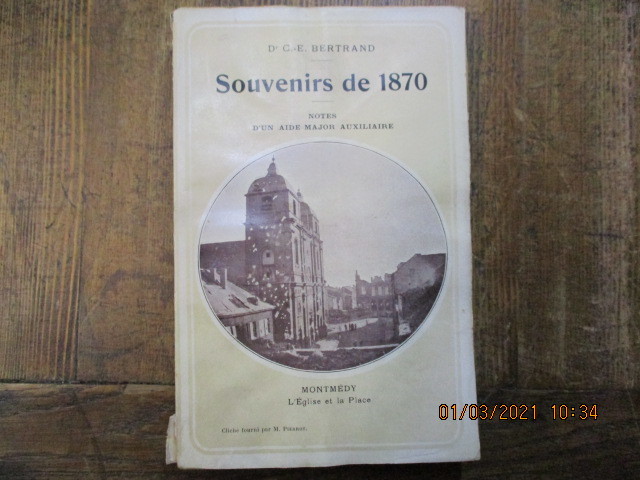 Dr C.-E. BERTRAND
Souvenirs de 1870
NOTES
D'UN AIDE MAJOR AUXILIAIRE
MONTMÉDY
L'Église et la Place
Cliché fourni par M.
01/03/2021 10:34